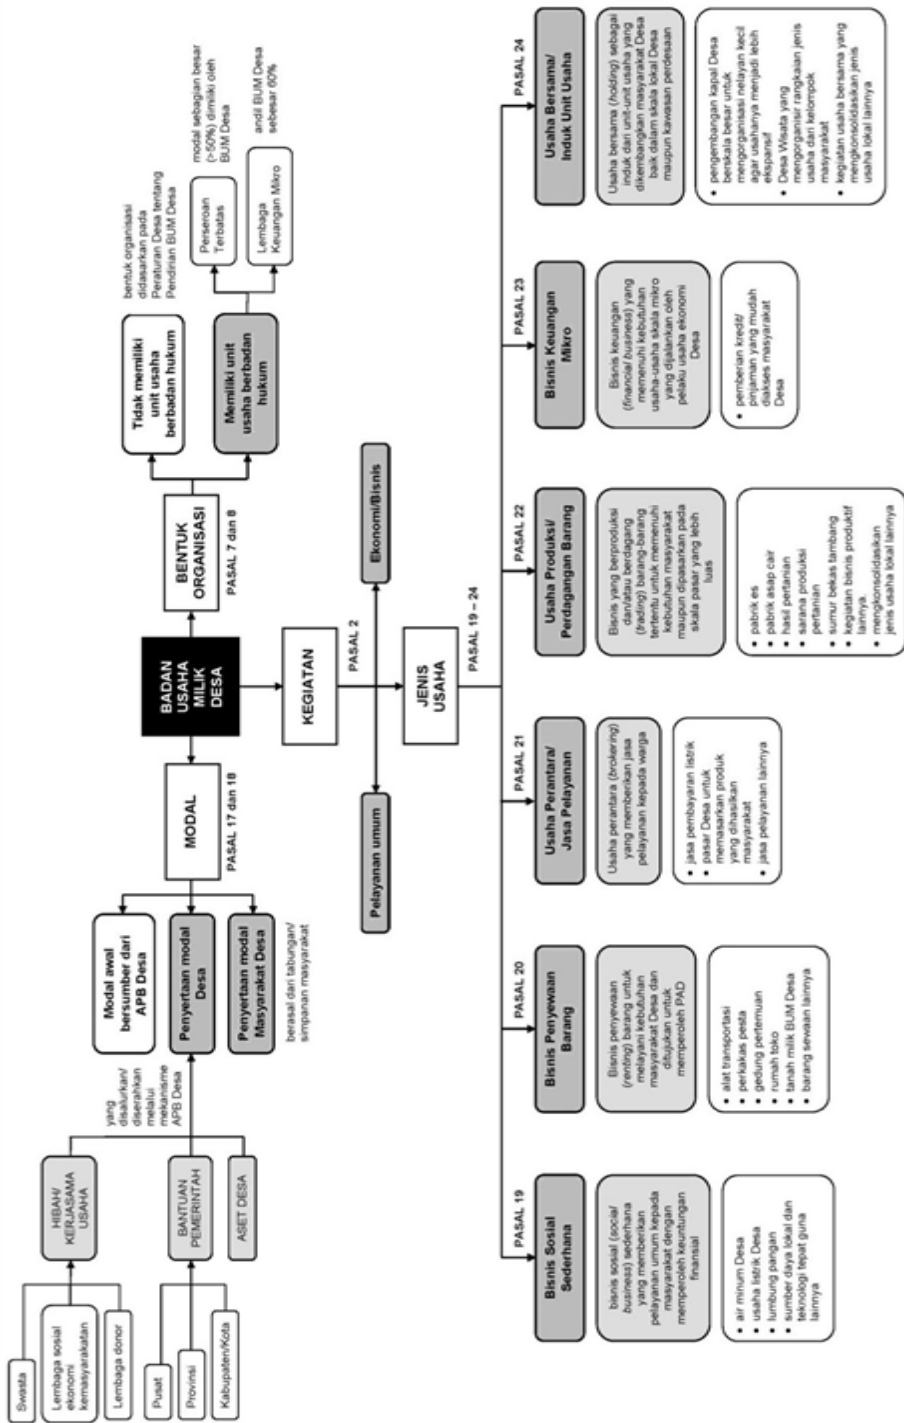 BADAN
USAHA
MILIK
DESA
MODAL
PASAL 17 dan 18
Modal awal
bersumber dari
APB Desa
Penyertaan modal
Desa
Penyertaan modal
Masyarakat Desa
berasal dari tabungan/
simpanan masyarakat
yang
disalurkan/
diserahkan
melalui
mekanisme
APB Desa
HIBAH/
KERJASAMA
USAHA
BANTUAN
PEMERINTAH
ASET DESA
Swasta
Lembaga sosial
ekonomi
kemasyarakatan
Lembaga donor
Pusat
Provinsi
Kabupaten/Kota
BENTUK
ORGANISASI
PASAL 7 dan 8
Tidak memiliki
unit usaha
berbadan hukum
bentuk organisasi
didasarkan pada
Peraturan Desa tentang
Pendirian BUM Desa
Memiliki unit
usaha berbadan
hukum
Perseroan
Terbatas
modal sebagian besar
(>50%) dimiliki oleh
BUM Desa
Lembaga
Keuangan Mikro
andil BUM Desa
sebesar 60%
KEGIATAN
PASAL 2
Pelayanan umum
Ekonomi/Bisnis
JENIS
USAHA
PASAL 19 – 24
PASAL 19
Bisnis Sosial
Sederhana
bisnis sosial (social
business) sederhana
yang memberikan
pelayanan umum kepada
masyarakat dengan
memperoleh keuntungan
finansial
• air minum Desa
• usaha listrik Desa
• lumbung pangan
• sumber daya lokal dan
teknologi tepat guna
lainnya
PASAL 20
Bisnis Penyewaan
Barang
Bisnis penyewaan
(renting) barang untuk
melayani kebutuhan
masyarakat Desa dan
ditujukan untuk
memperoleh PAD
• alat transportasi
• perkakas pesta
• gedung pertemuan
• rumah toko
• tanah milik BUM Desa
• barang sewaan lainnya
PASAL 21
Usaha Perantara/
Jasa Pelayanan
Usaha perantara (brokering)
yang memberikan jasa
pelayanan kepada warga
• jasa pembayaran listrik
• pasar Desa untuk
memasarkan produk
yang dihasilkan
masyarakat
• jasa pelayanan lainnya
PASAL 22
Usaha Produksi/
Perdagangan Barang
Bisnis yang berproduksi
dan/atau berdagang
(trading) barang-barang
tertentu untuk memenuhi
kebutuhan masyarakat
maupun dipasarkan pada
skala pasar yang lebih
luas
• pabrik es
• pabrik asap cair
• hasil pertanian
• sarana produksi
pertanian
• sumur bekas tambang
• kegiatan bisnis produktif
lainnya.
• mengkonsolidasikan
jenis usaha lokal lainnya
PASAL 23
Bisnis Keuangan
Mikro
Bisnis keuangan
(financial business) yang
memenuhi kebutuhan
usaha-usaha skala mikro
yang dijalankan oleh
pelaku usaha ekonomi
Desa
• pemberian kredit/
pinjaman yang mudah
diakses masyarakat
Desa
PASAL 24
Usaha Bersama/
Induk Unit Usaha
Usaha bersama (holding) sebagai
induk dari unit-unit usaha yang
dikembangkan masyarakat Desa
baik dalam skala lokal Desa
maupun kawasan perdesaan
• pengembangan kapal Desa
berskala besar untuk
mengorganisasi nelayan kecil
agar usahanya menjadi lebih
ekspansif
• Desa Wisata yang
mengorganisir rangkaian jenis
usaha dari kelompok
masyarakat
• kegiatan usaha bersama yang
mengkonsolidasikan jenis
usaha lokal lainnya